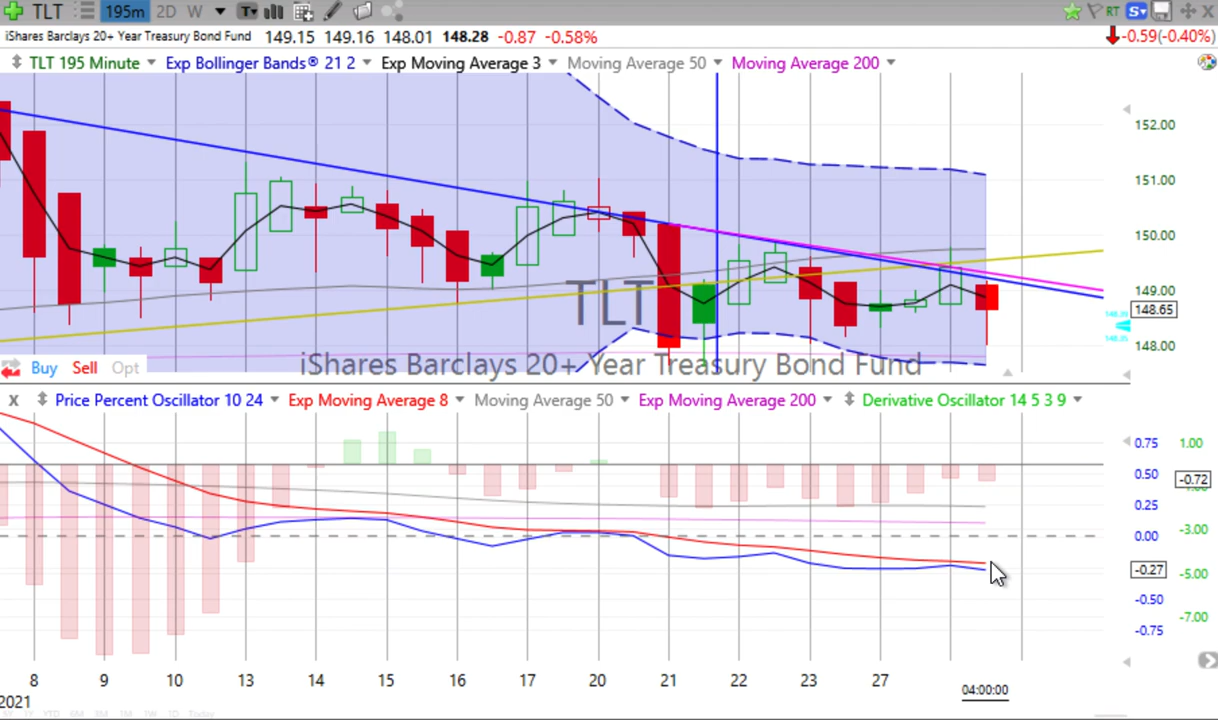 TLT 195m 2D W T RT S
iShares Barclays 20+ Year Treasury Bond Fund 149.15 149.16 148.01 148.28 -0.87 -0.58% -0.59(-0.40%)
TLT 195 Minute Exp Bollinger Bands® 21 2 Exp Moving Average 3 Moving Average 50 Moving Average 200
152.00
151.00
150.00
149.00
148.65
148.00
TLT
iShares Barclays 20+ Year Treasury Bond Fund
Buy Sell Opt
X Price Percent Oscillator 10 24 Exp Moving Average 8 Moving Average 50 Exp Moving Average 200 Derivative Oscillator 14 5 3 9
0.75 1.00
0.50 -0.72
0.25
0.00 -3.00
-0.27 -5.00
-0.50
-7.00
-0.75
8 9 10 13 14 15 16 17 20 21 22 23 27
04:00:00
2021
Today